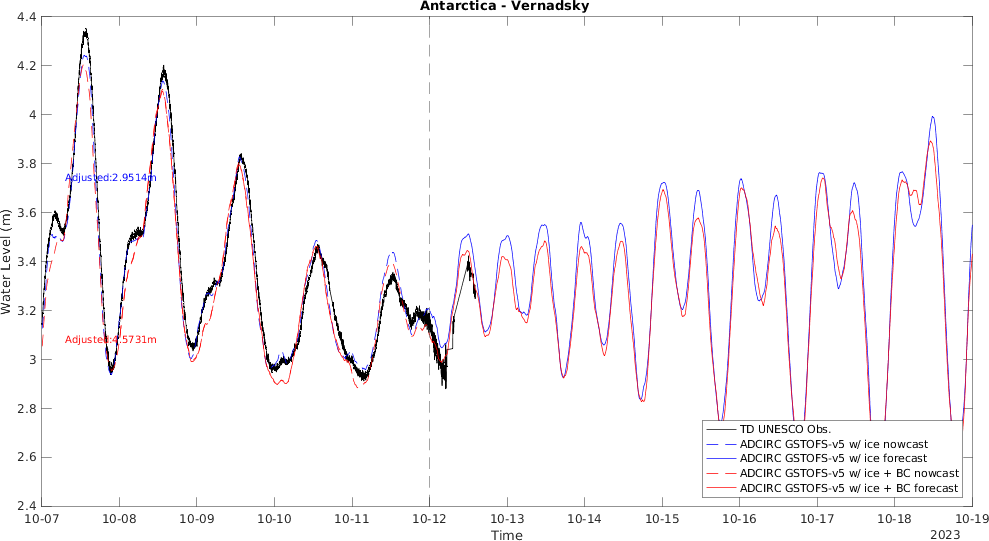 Antarctica - Vernadsky
Water Level (m)
4.4
4.2
4
3.8
3.6
3.4
3.2
3
2.8
2.6
2.4
Adjusted:2.9514m
Adjusted:4.5731m
TD UNESCO Obs.
ADCIRC GSTOFS-v5 w/ ice nowcast
ADCIRC GSTOFS-v5 w/ ice forecast
ADCIRC GSTOFS-v5 w/ ice + BC nowcast
ADCIRC GSTOFS-v5 w/ ice + BC forecast
10-07 10-08 10-09 10-10 10-11 10-12 10-13 10-14 10-15 10-16 10-17 10-18 10-19
Time
2023